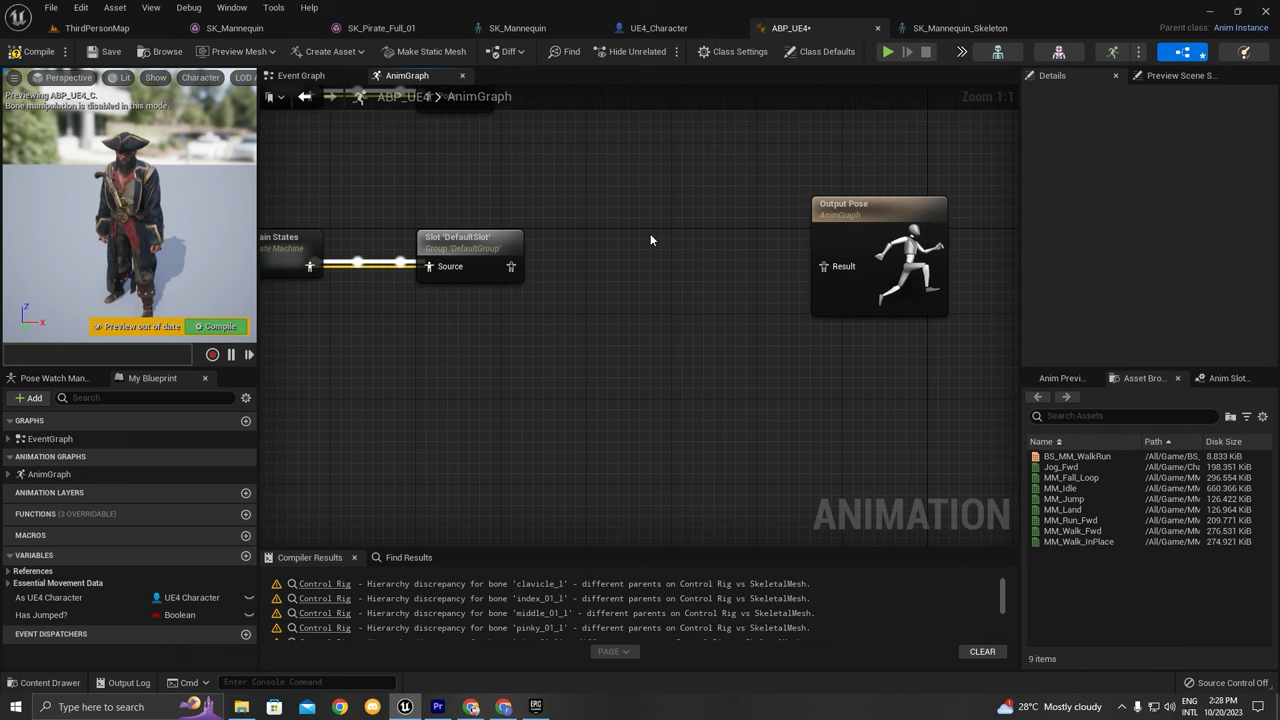 File Edit Asset View Debug Window Tools Help
ThirdPersonMap SK_Mannequin SK_Pirate_Full_01 SK_Mannequin UE4_Character ABP_UE4* SK_Mannequin_Skeleton Parent class: Anim Instance
Compile Save Browse Preview Mesh Create Asset Make Static Mesh Diff Find Hide Unrelated Class Settings Class Defaults
Perspective Lit Show Character LOD
Previewing ABP_UE4_C.
Bone manipulation is disabled in this mode.
Event Graph AnimGraph
ABP_UE4 > AnimGraph Zoom 1:1
Details Preview Scene S...
ain States
ate Machine
Slot 'DefaultSlot'
Group 'DefaultGroup'
Source
Output Pose
AnimGraph
Result
Z
X
Preview out of date Compile
Pose Watch Man... My Blueprint
Add Search
GRAPHS
EventGraph
ANIMATION GRAPHS
AnimGraph
ANIMATION LAYERS
FUNCTIONS (3 OVERRIDABLE)
MACROS
VARIABLES
References
Essential Movement Data
As UE4 Character UE4 Character
Has Jumped? Boolean
EVENT DISPATCHERS
ANIMATION
Compiler Results Find Results
Control Rig - Hierarchy discrepancy for bone 'clavicle_l' - different parents on Control Rig vs SkeletalMesh.
Control Rig - Hierarchy discrepancy for bone 'index_01_l' - different parents on Control Rig vs SkeletalMesh.
Control Rig - Hierarchy discrepancy for bone 'middle_01_l' - different parents on Control Rig vs SkeletalMesh.
Control Rig - Hierarchy discrepancy for bone 'pinky_01_l' - different parents on Control Rig vs SkeletalMesh.
PAGE CLEAR
Anim Previ... Asset Bro... Anim Slot...
Search Assets
Name Path Disk Size
BS_MM_WalkRun /All/Game/BS_ 8.833 KiB
Jog_Fwd /All/Game/Cha 198.351 KiB
MM_Fall_Loop /All/Game/MM 296.554 KiB
MM_Idle /All/Game/MM 660.366 KiB
MM_Jump /All/Game/MM 126.422 KiB
MM_Land /All/Game/MM 126.964 KiB
MM_Run_Fwd /All/Game/MM 209.771 KiB
MM_Walk_Fwd /All/Game/MM 276.531 KiB
MM_Walk_InPlace /All/Game/MM 274.921 KiB
9 items
Content Drawer Output Log Cmd Enter Console Command Source Control Off
Type here to search 28°C Mostly cloudy ENG INTL 2:28 PM 10/20/2023